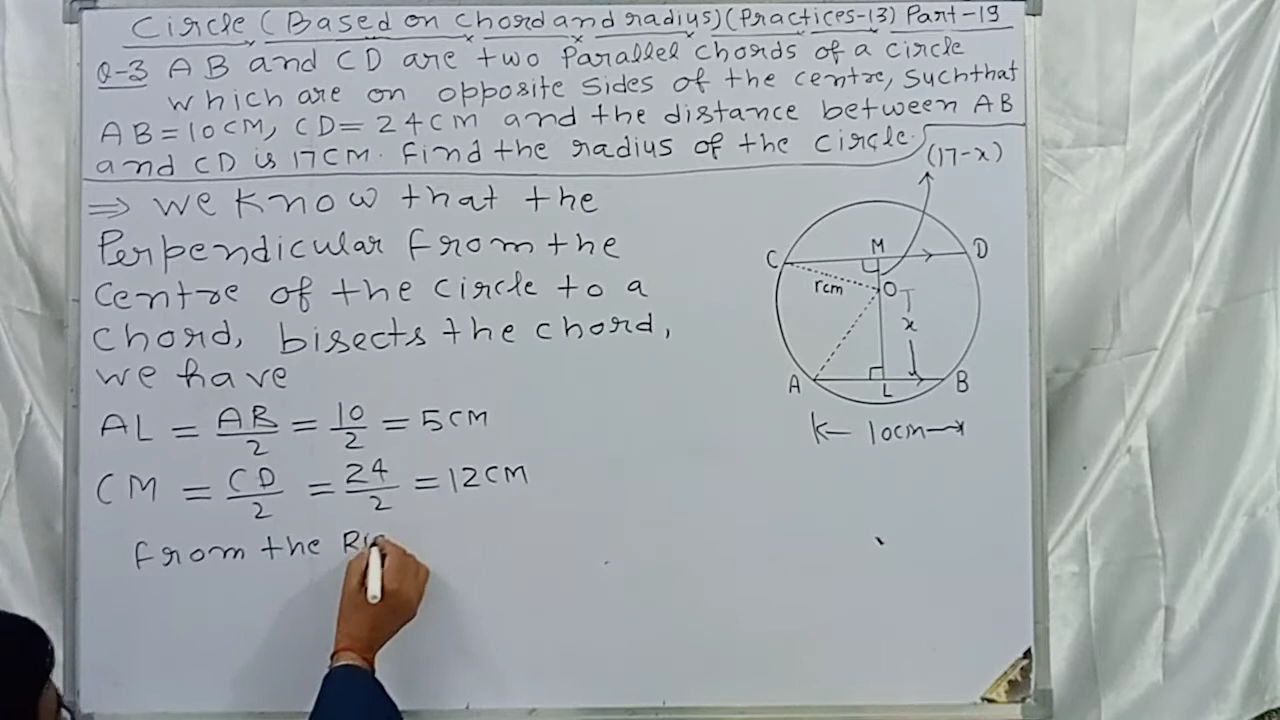 Circle (Based on Chord and radius) (Practices-13) Part-19
Q-3 AB and CD are two Parallel Chords of a circle
which are on opposite sides of the centre, such that
AB = 10CM, CD = 24CM and the distance between AB
and CD is 17CM. Find the radius of the circle.
(17-x)
⇒ We know that the
Perpendicular from the
Centre of the circle to a
Chord, bisects the chord,
we have
AL = AB/2 = 10/2 = 5CM
CM = CD/2 = 24/2 = 12CM
from the Rig
C
M
D
rcm
O
x
A
L
B
10cm